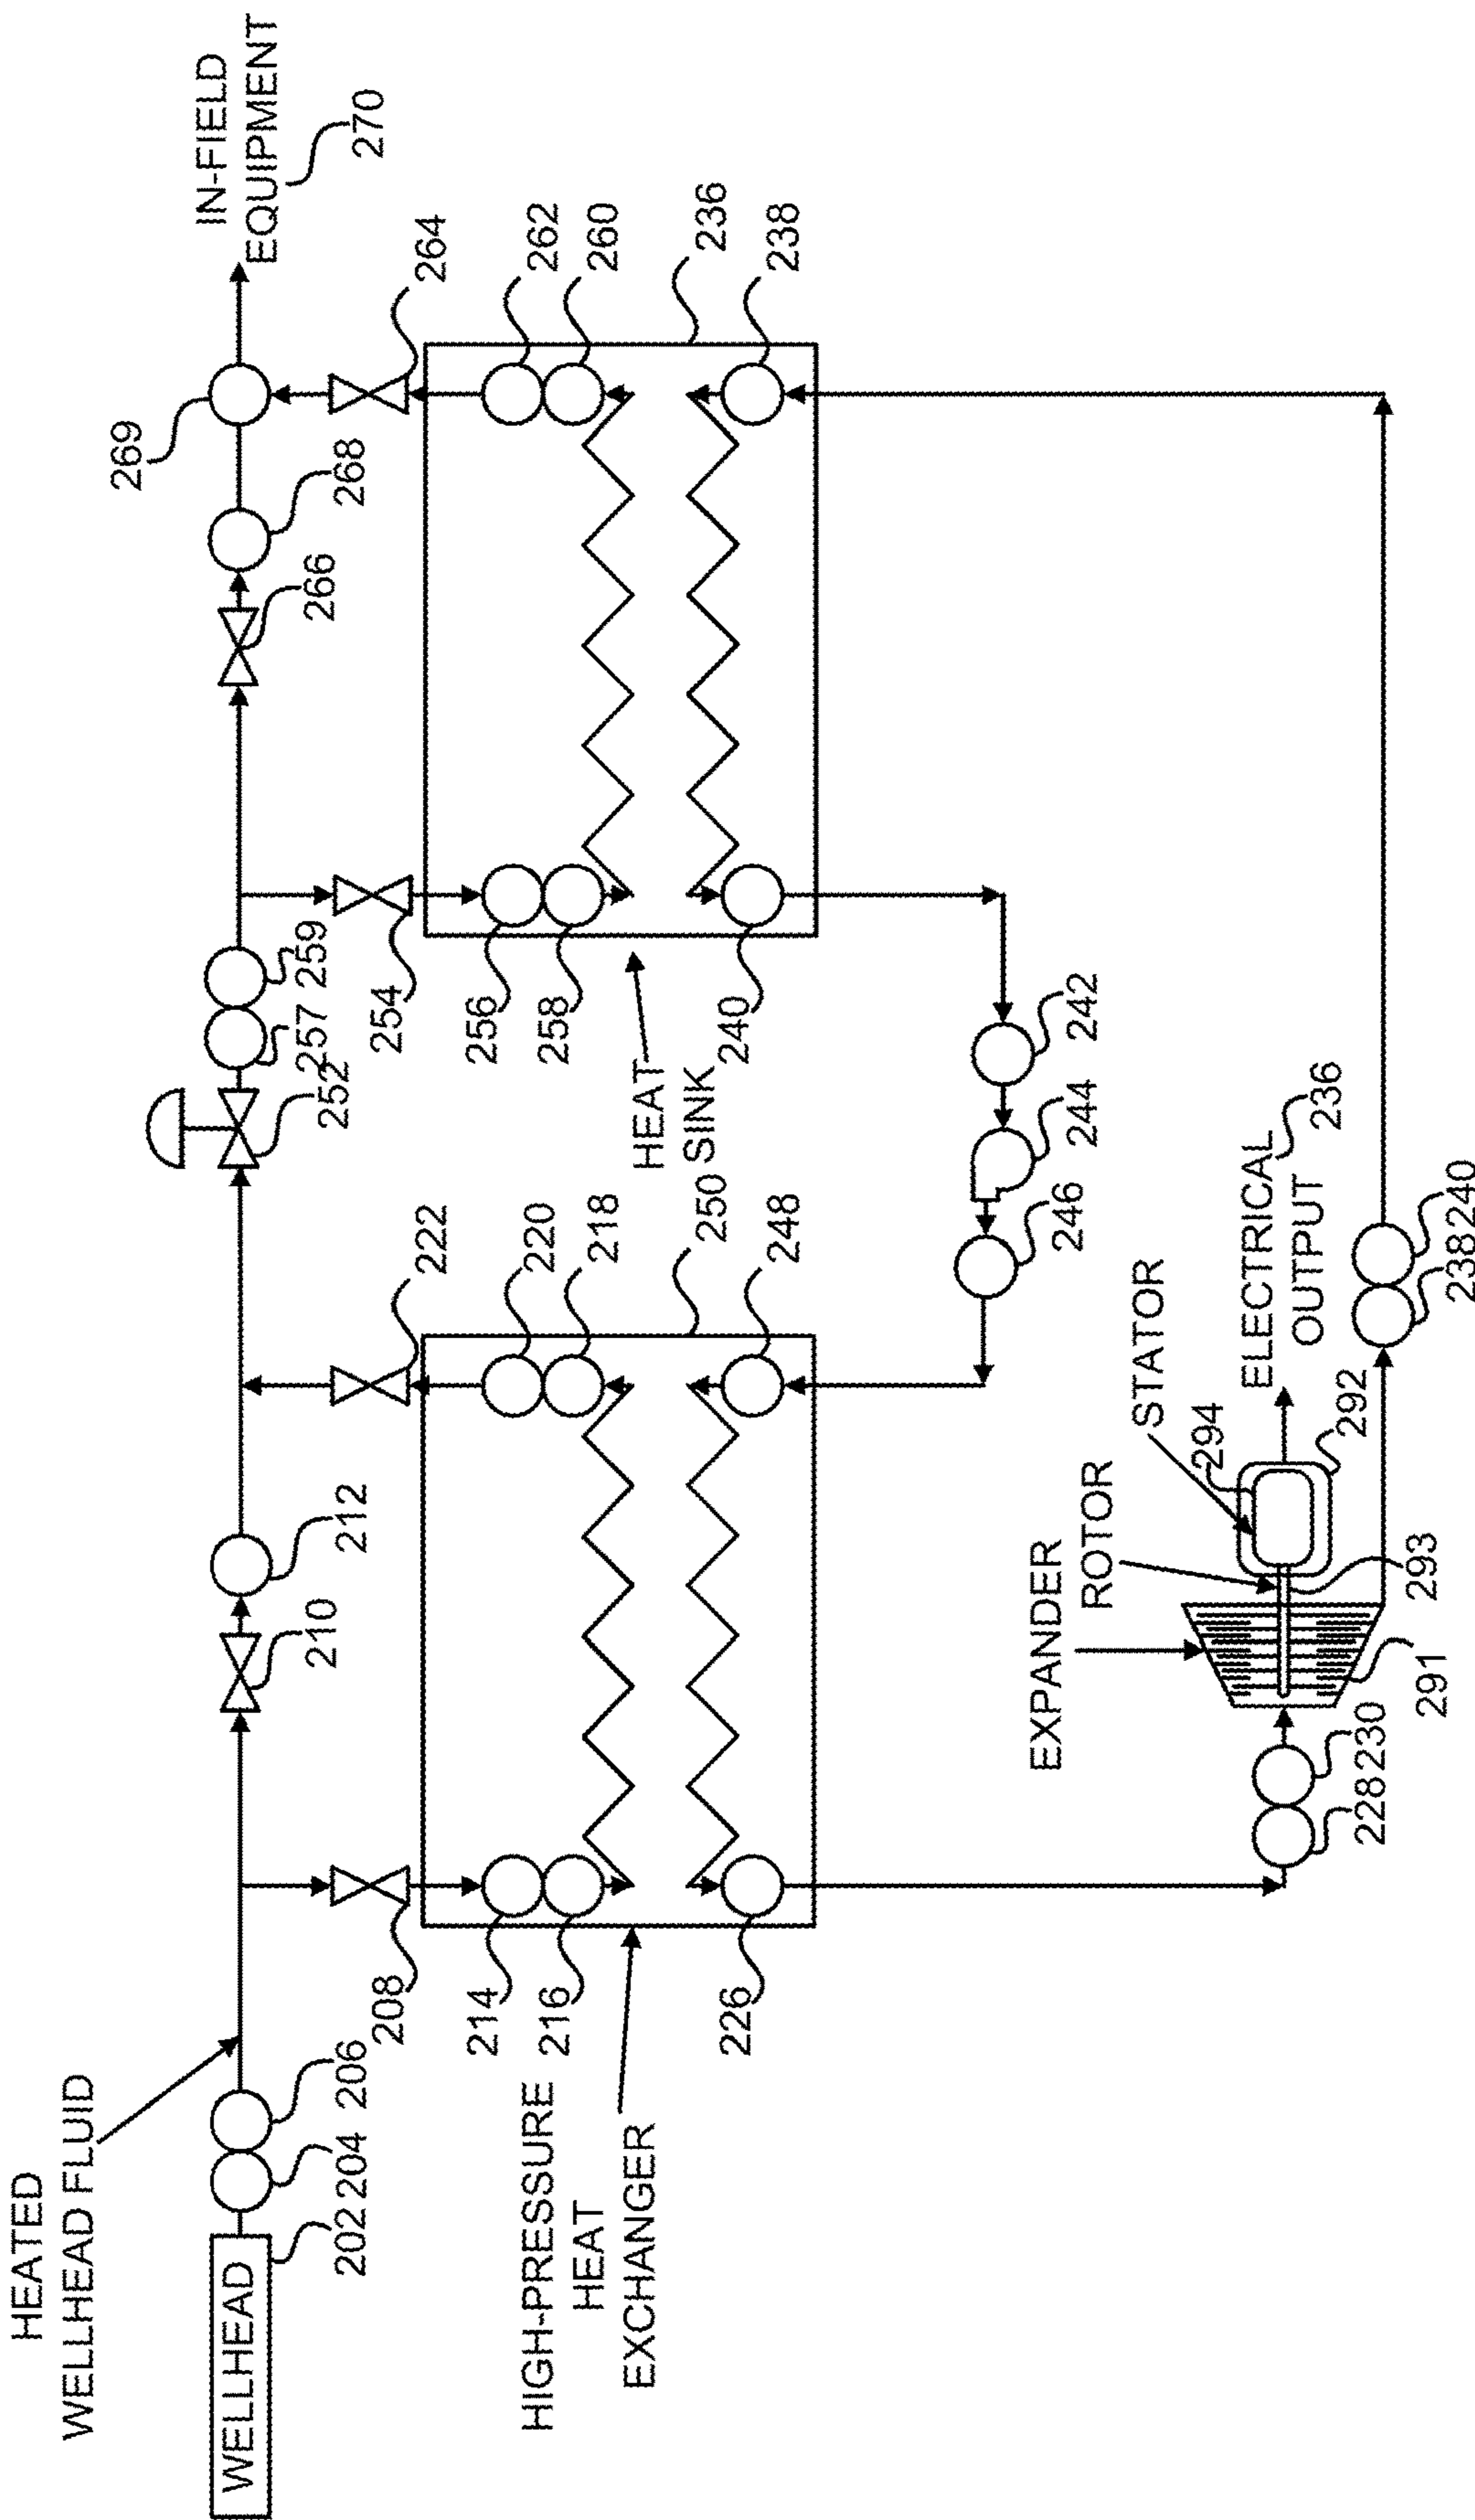 HEATED
WELLHEAD FLUID
WELLHEAD
202
204
206
208
210
212
214
216
218
220
222
HIGH-PRESSURE
HEAT
EXCHANGER
226
248
250
252
257
259
254
256
258
240
HEAT
SINK
266
268
269
264
262
260
236
238
IN-FIELD
EQUIPMENT
270
242
244
246
EXPANDER
ROTOR
STATOR
294
ELECTRICAL
OUTPUT
236
292
293
291
228
230
238
240